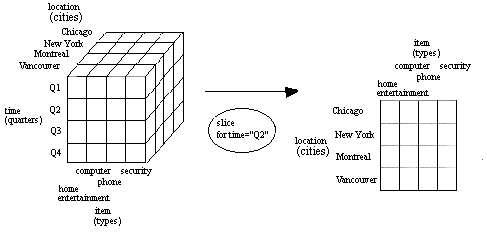 location
(cities)
Chicago
New York
Montreal
Vancouver
Q1
Q2
Q3
Q4
time
(quarters)
computer security
phone
home
entertainment
item
(types)
slice
for time="Q2"
item
(types)
computer security
phone
home
entertainment
Chicago
New York
Montreal
Vancouver
location
(cities)